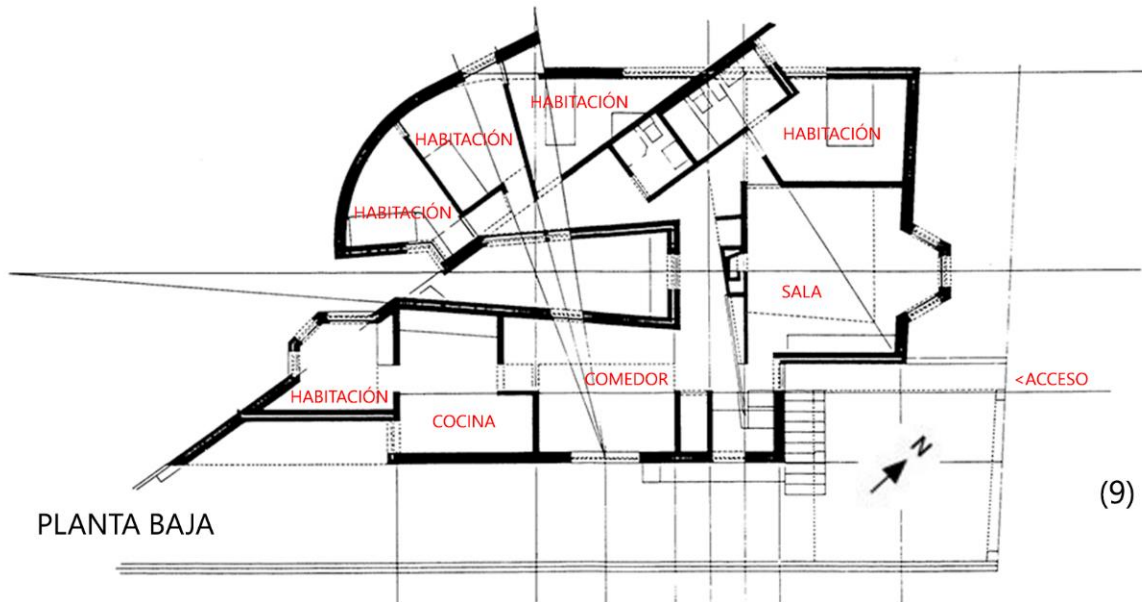 HABITACIÓN
HABITACIÓN
HABITACIÓN
HABITACIÓN
SALA
HABITACIÓN
COMEDOR
<ACCESO
COCINA
N
(9)
PLANTA BAJA